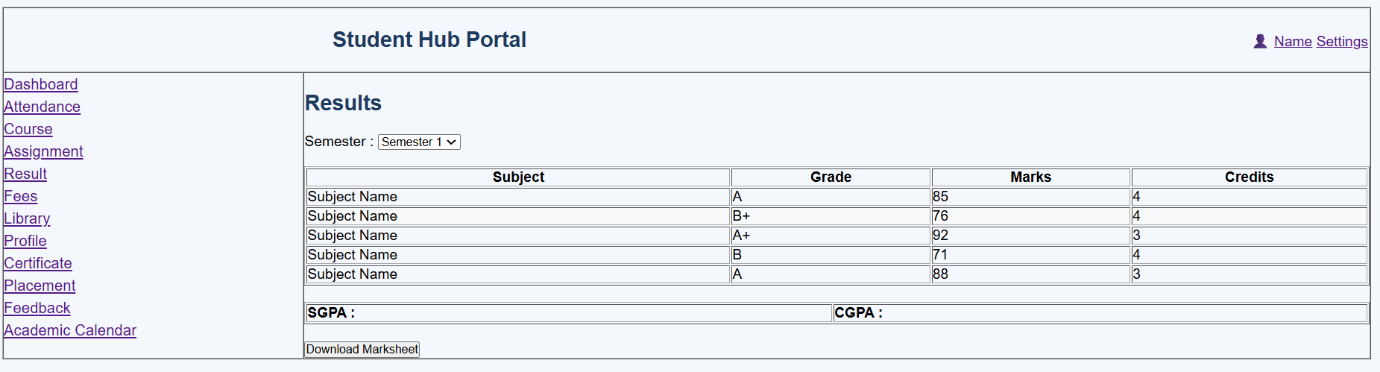 Student Hub Portal
Name Settings
Dashboard
Attendance
Course
Assignment
Result
Fees
Library
Profile
Certificate
Placement
Feedback
Academic Calendar
Results
Semester : Semester 1
Subject Grade Marks Credits
Subject Name A 85 4
Subject Name B+ 76 4
Subject Name A+ 92 3
Subject Name B 71 4
Subject Name A 88 3
SGPA : CGPA :
Download Marksheet